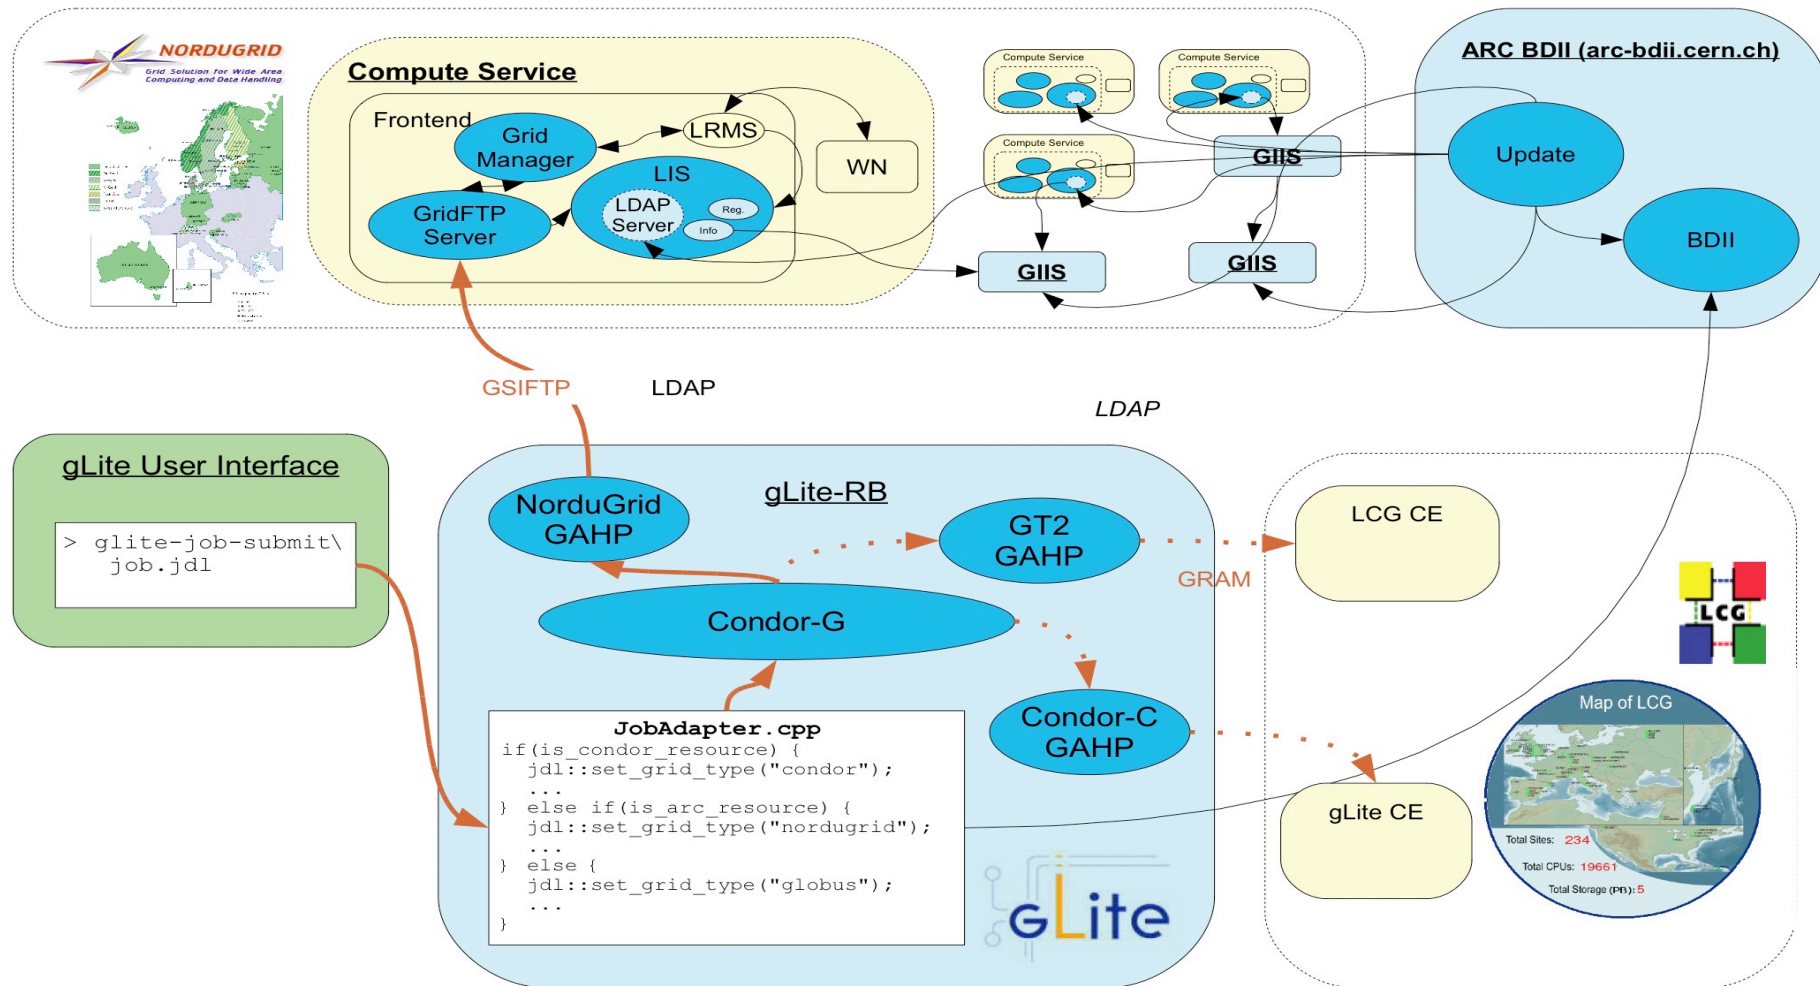 NORDUGRID
Grid Solution for Wide Area
Computing and Data Handling
Compute Service
Frontend
Grid
Manager
LRMS
WN
LIS
LDAP
Server
Reg.
Info
GridFTP
Server
Compute Service
Compute Service
Compute Service
GIIS
GIIS
GIIS
ARC BDII (arc-bdii.cern.ch)
Update
BDII
GSIFTP
LDAP
LDAP
gLite User Interface
> glite-job-submit\
job.jdl
gLite-RB
NorduGrid
GAHP
GT2
GAHP
GRAM
Condor-G
Condor-C
GAHP
JobAdapter.cpp
if(is_condor_resource) {
jdl::set_grid_type("condor");
...
} else if(is_arc_resource) {
jdl::set_grid_type("nordugrid");
...
} else {
jdl::set_grid_type("globus");
...
}
gLite
LCG CE
gLite CE
LCG
Map of LCG
Total Sites: 234
Total CPUs: 19661
Total Storage (PB): 5